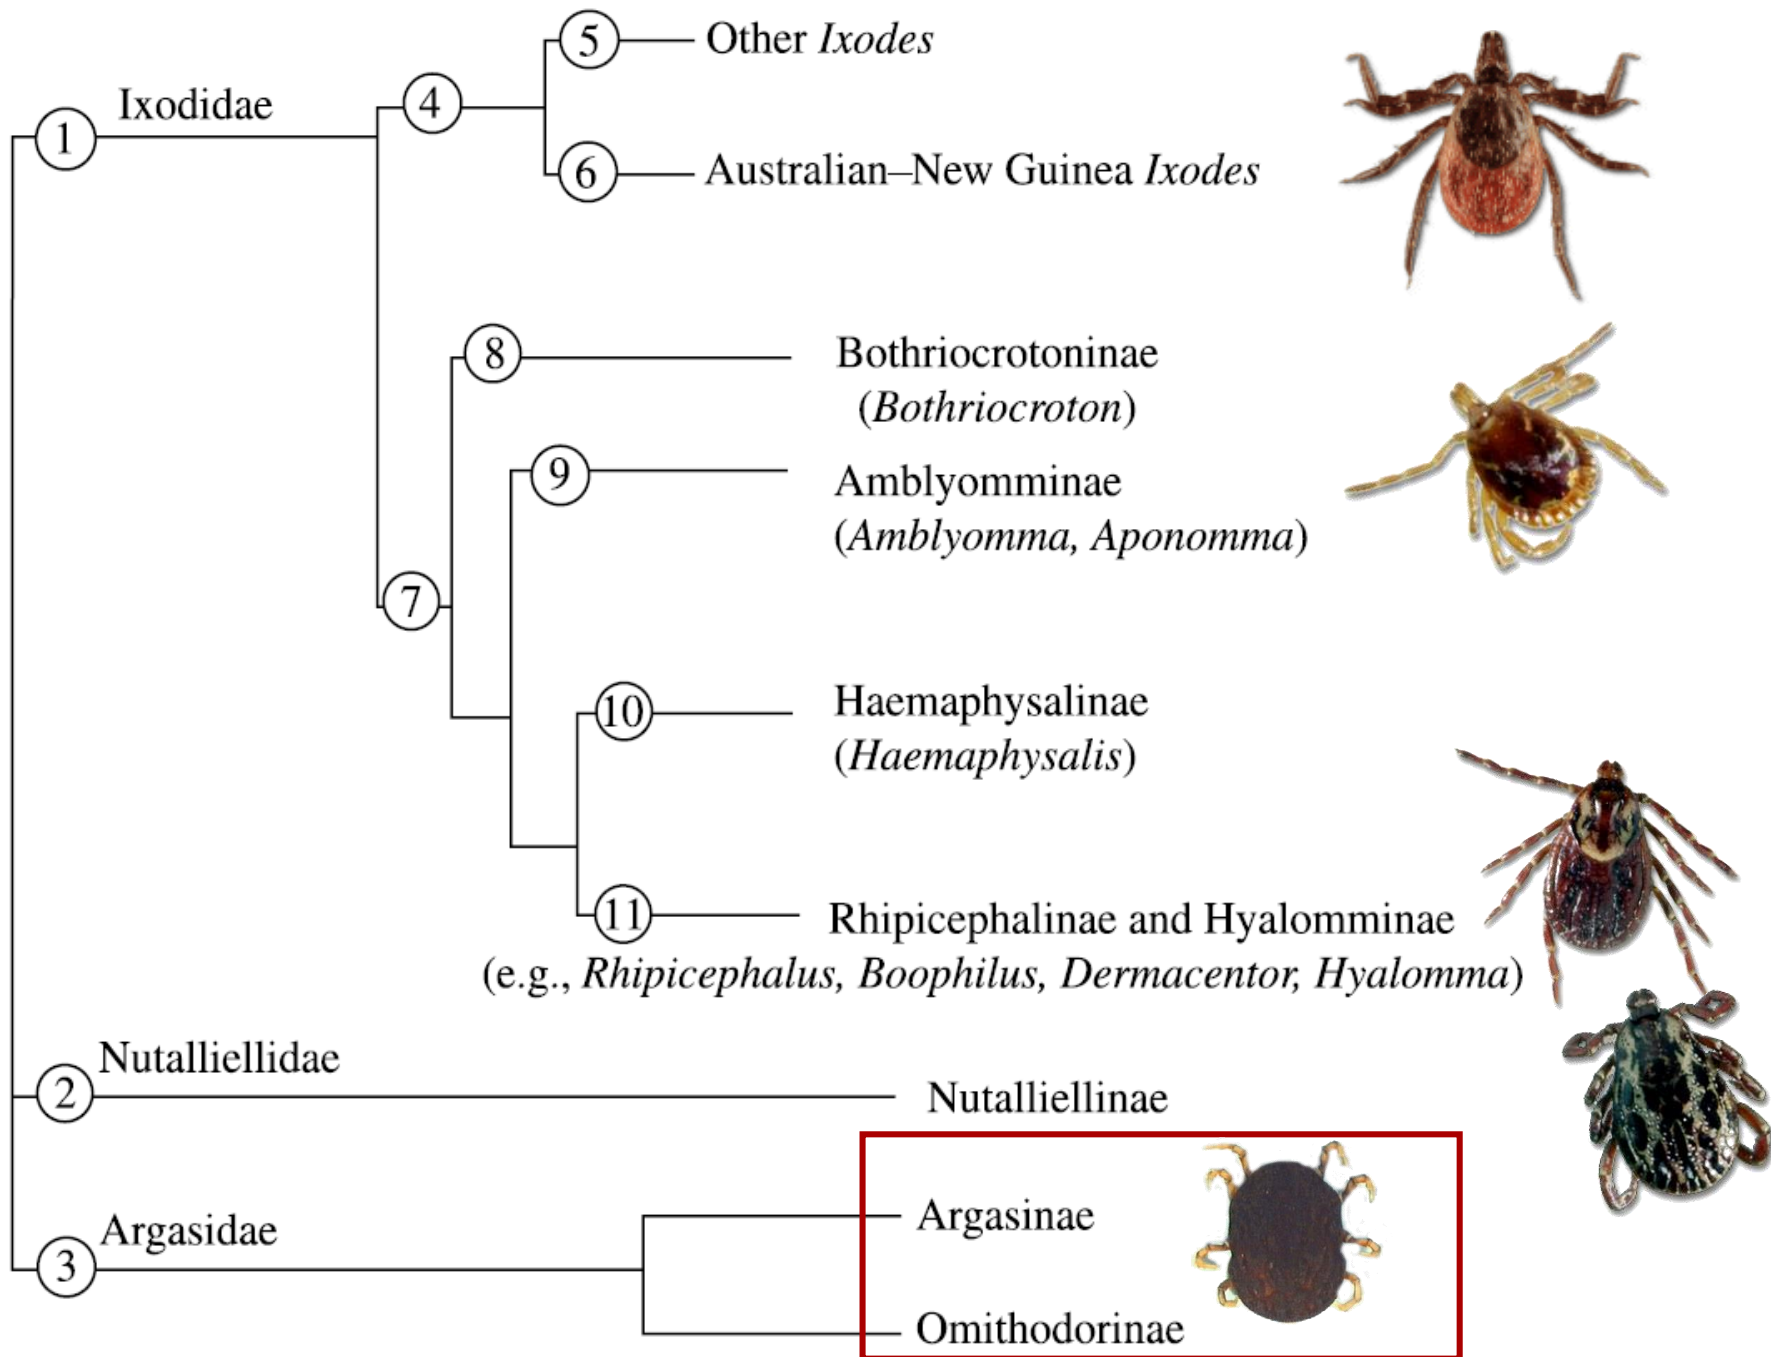 5 Other Ixodes
1 Ixodidae
4
6 Australian–New Guinea Ixodes
8 Bothriocrotoninae
(Bothriocroton)
9 Amblyomminae
(Amblyomma, Aponomma)
7
10 Haemaphysalinae
(Haemaphysalis)
11 Rhipicephalinae and Hyalomminae
(e.g., Rhipicephalus, Boophilus, Dermacentor, Hyalomma)
2 Nutalliellidae
Nutalliellinae
3 Argasidae
Argasinae
Omithodorinae